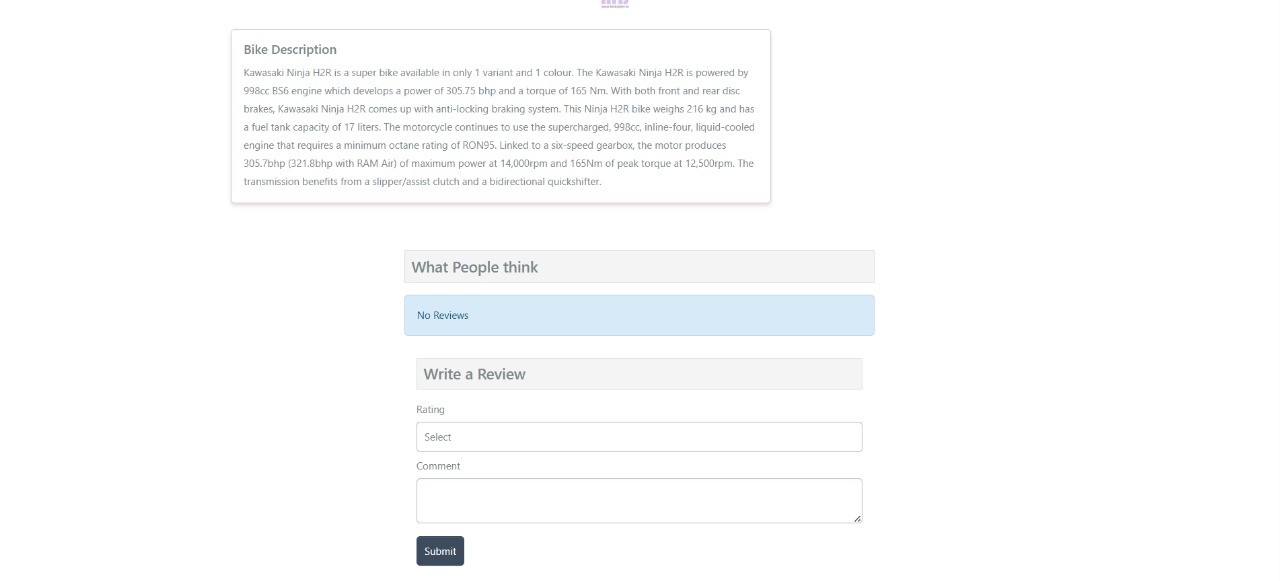 Bike Description
Kawasaki Ninja H2R is a super bike available in only 1 variant and 1 colour. The Kawasaki Ninja H2R is powered by
998cc BS6 engine which develops a power of 305.75 bhp and a torque of 165 Nm. With both front and rear disc
brakes, Kawasaki Ninja H2R comes up with anti-locking braking system. This Ninja H2R bike weighs 216 kg and has
a fuel tank capacity of 17 liters. The motorcycle continues to use the supercharged, 998cc, inline-four, liquid-cooled
engine that requires a minimum octane rating of RON95. Linked to a six-speed gearbox, the motor produces
305.7bhp (321.8bhp with RAM Air) of maximum power at 14,000rpm and 165Nm of peak torque at 12,500rpm. The
transmission benefits from a slipper/assist clutch and a bidirectional quickshifter.
What People think
No Reviews
Write a Review
Rating
Select
Comment
Submit